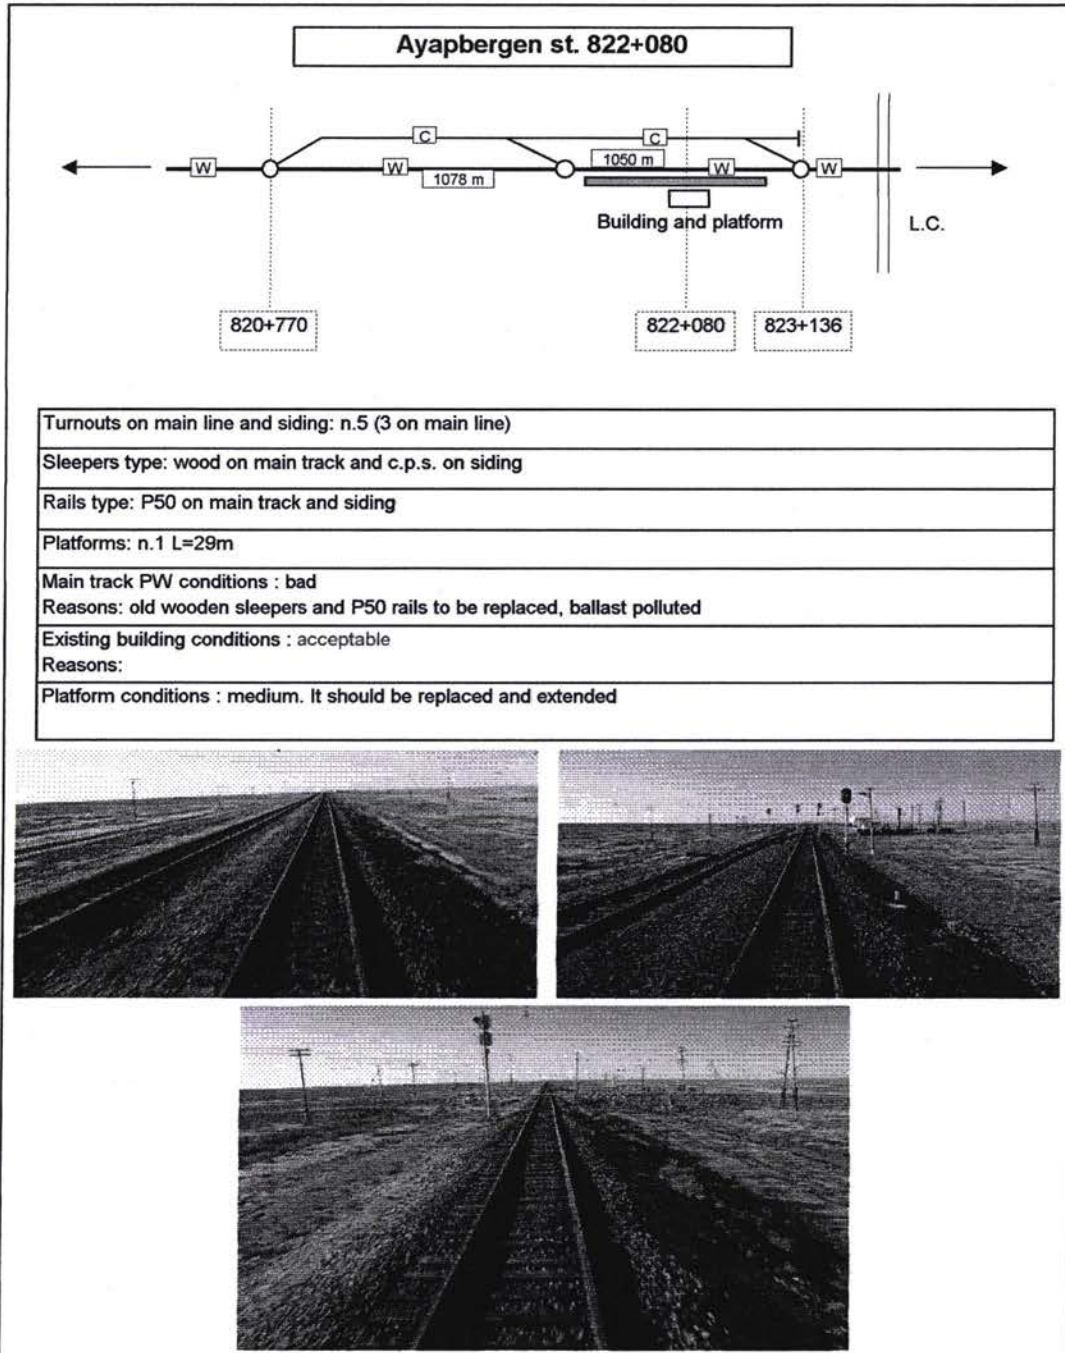 Ayapbergen st. 822+080
C C
1050 m
W W W W
1078 m
Building and platform
L.C.
820+770 822+080 823+136
Turnouts on main line and siding: n.5 (3 on main line)
Sleepers type: wood on main track and c.p.s. on siding
Rails type: P50 on main track and siding
Platforms: n.1 L=29m
Main track PW conditions : bad
Reasons: old wooden sleepers and P50 rails to be replaced, ballast polluted
Existing building conditions : acceptable
Reasons:
Platform conditions : medium. It should be replaced and extended